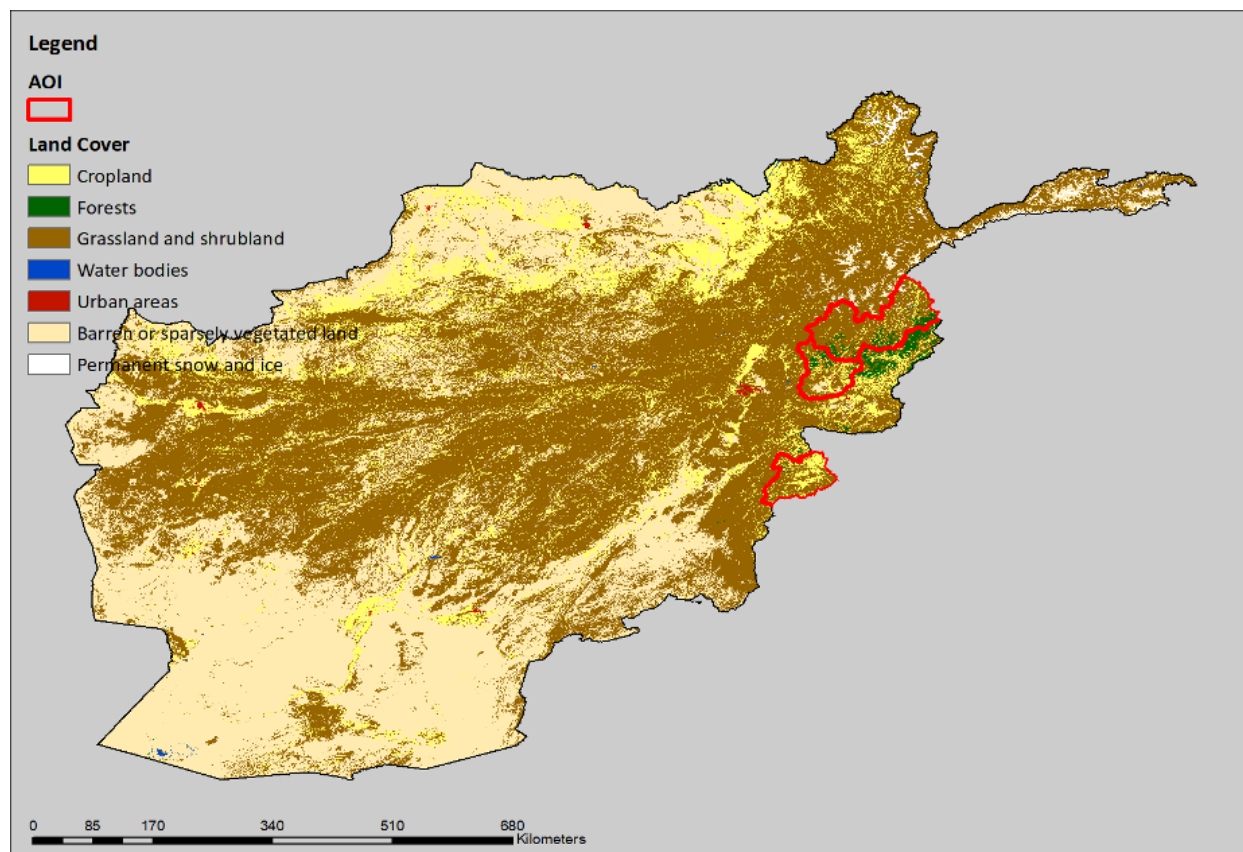 Legend
AOI
Land Cover
Cropland
Forests
Grassland and shrubland
Water bodies
Urban areas
Barren or sparsely vegetated land
Permanent snow and ice
0 85 170 340 510 680
Kilometers